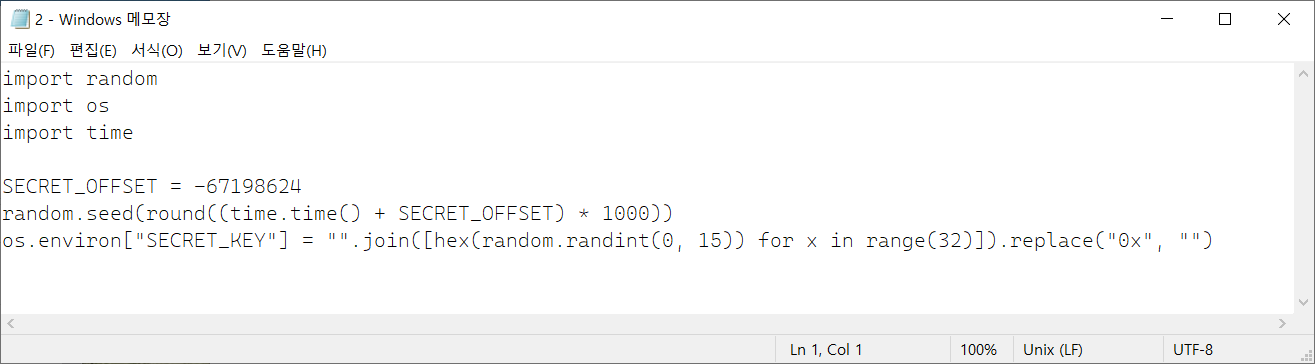 2 - Windows 메모장
파일(F) 편집(E) 서식(O) 보기(V) 도움말(H)
import random
import os
import time
SECRET_OFFSET = -67198624
random.seed(round((time.time() + SECRET_OFFSET) * 1000))
os.environ["SECRET_KEY"] = "".join([hex(random.randint(0, 15)) for x in range(32)]).replace("0x", "")
Ln 1, Col 1 100% Unix (LF) UTF-8